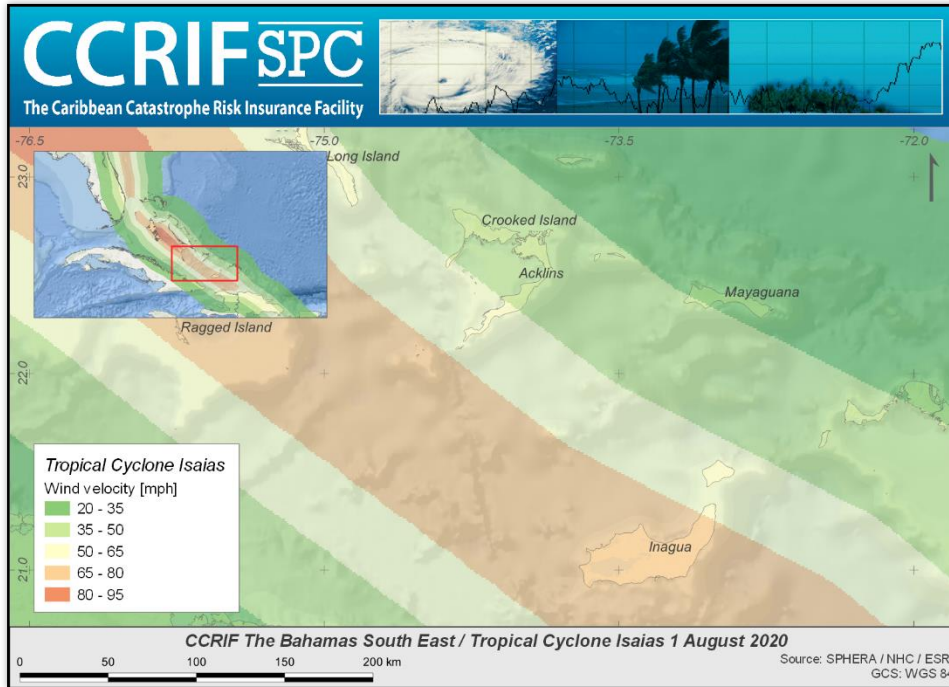 CCRIF SPC
The Caribbean Catastrophe Risk Insurance Facility
-76.5
-75.0
-73.5
-72.0
23.0
Long Island
Crooked Island
Acklins
Mayaguana
Ragged Island
22.0
Tropical Cyclone Isaias
Wind velocity [mph]
20 - 35
35 - 50
50 - 65
65 - 80
80 - 95
Inagua
21.0
CCRIF The Bahamas South East / Tropical Cyclone Isaias 1 August 2020
0 50 100 150 200 km
Source: SPHERA / NHC / ESR
GCS: WGS 8